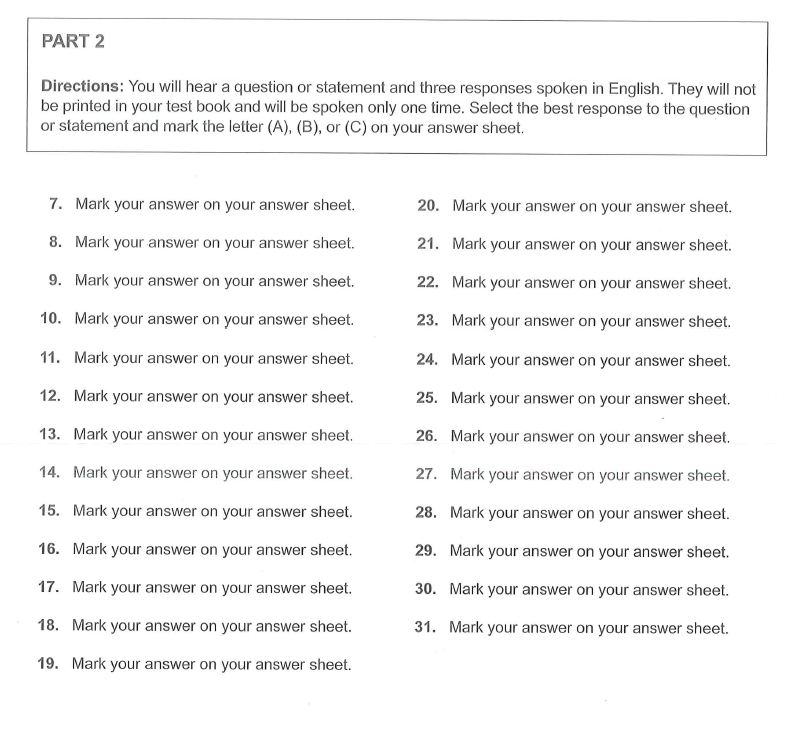 PART 2
Directions: You will hear a question or statement and three responses spoken in English. They will not
be printed in your test book and will be spoken only one time. Select the best response to the question
or statement and mark the letter (A), (B), or (C) on your answer sheet.
7. Mark your answer on your answer sheet.
8. Mark your answer on your answer sheet.
9. Mark your answer on your answer sheet.
10. Mark your answer on your answer sheet.
11. Mark your answer on your answer sheet.
12. Mark your answer on your answer sheet.
13. Mark your answer on your answer sheet.
14. Mark your answer on your answer sheet.
15. Mark your answer on your answer sheet.
16. Mark your answer on your answer sheet.
17. Mark your answer on your answer sheet.
18. Mark your answer on your answer sheet.
19. Mark your answer on your answer sheet.
20. Mark your answer on your answer sheet.
21. Mark your answer on your answer sheet.
22. Mark your answer on your answer sheet.
23. Mark your answer on your answer sheet.
24. Mark your answer on your answer sheet.
25. Mark your answer on your answer sheet.
26. Mark your answer on your answer sheet.
27. Mark your answer on your answer sheet.
28. Mark your answer on your answer sheet.
29. Mark your answer on your answer sheet.
30. Mark your answer on your answer sheet.
31. Mark your answer on your answer sheet.